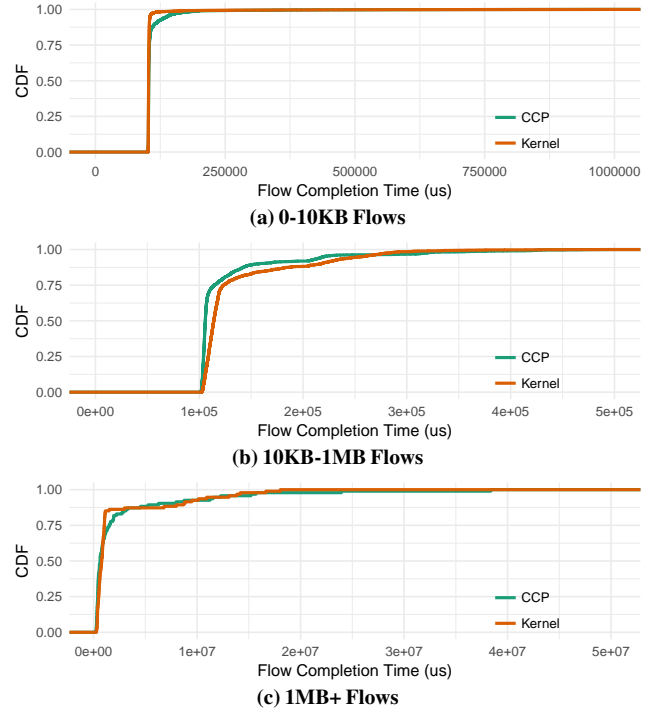 1.00
0.75
0.50
0.25
0.00
CDF
CCP
Kernel
0 250000 500000 750000 1000000
Flow Completion Time (us)
(a) 0-10KB Flows
1.00
0.75
0.50
0.25
0.00
CDF
CCP
Kernel
0e+00 1e+05 2e+05 3e+05 4e+05 5e+05
Flow Completion Time (us)
(b) 10KB-1MB Flows
1.00
0.75
0.50
0.25
0.00
CDF
CCP
Kernel
0e+00 1e+07 2e+07 3e+07 4e+07 5e+07
Flow Completion Time (us)
(c) 1MB+ Flows